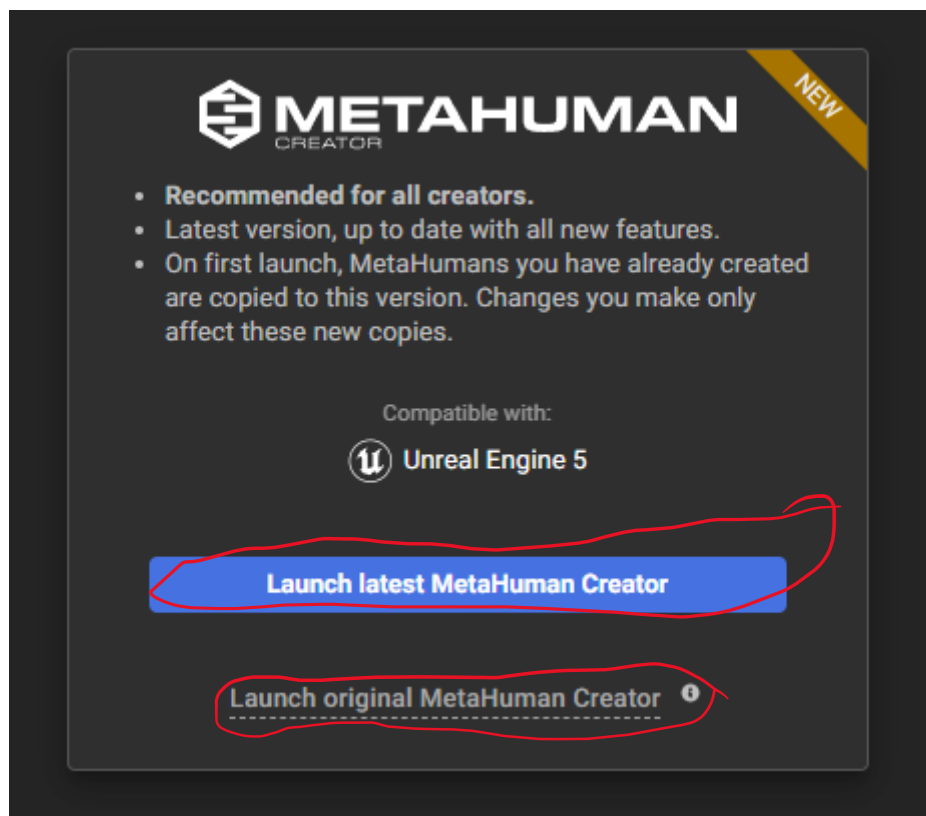 METAHUMAN
CREATOR
NEW
• Recommended for all creators.
• Latest version, up to date with all new features.
• On first launch, MetaHumans you have already created
are copied to this version. Changes you make only
affect these new copies.
Compatible with:
Unreal Engine 5
Launch latest MetaHuman Creator
Launch original MetaHuman Creator